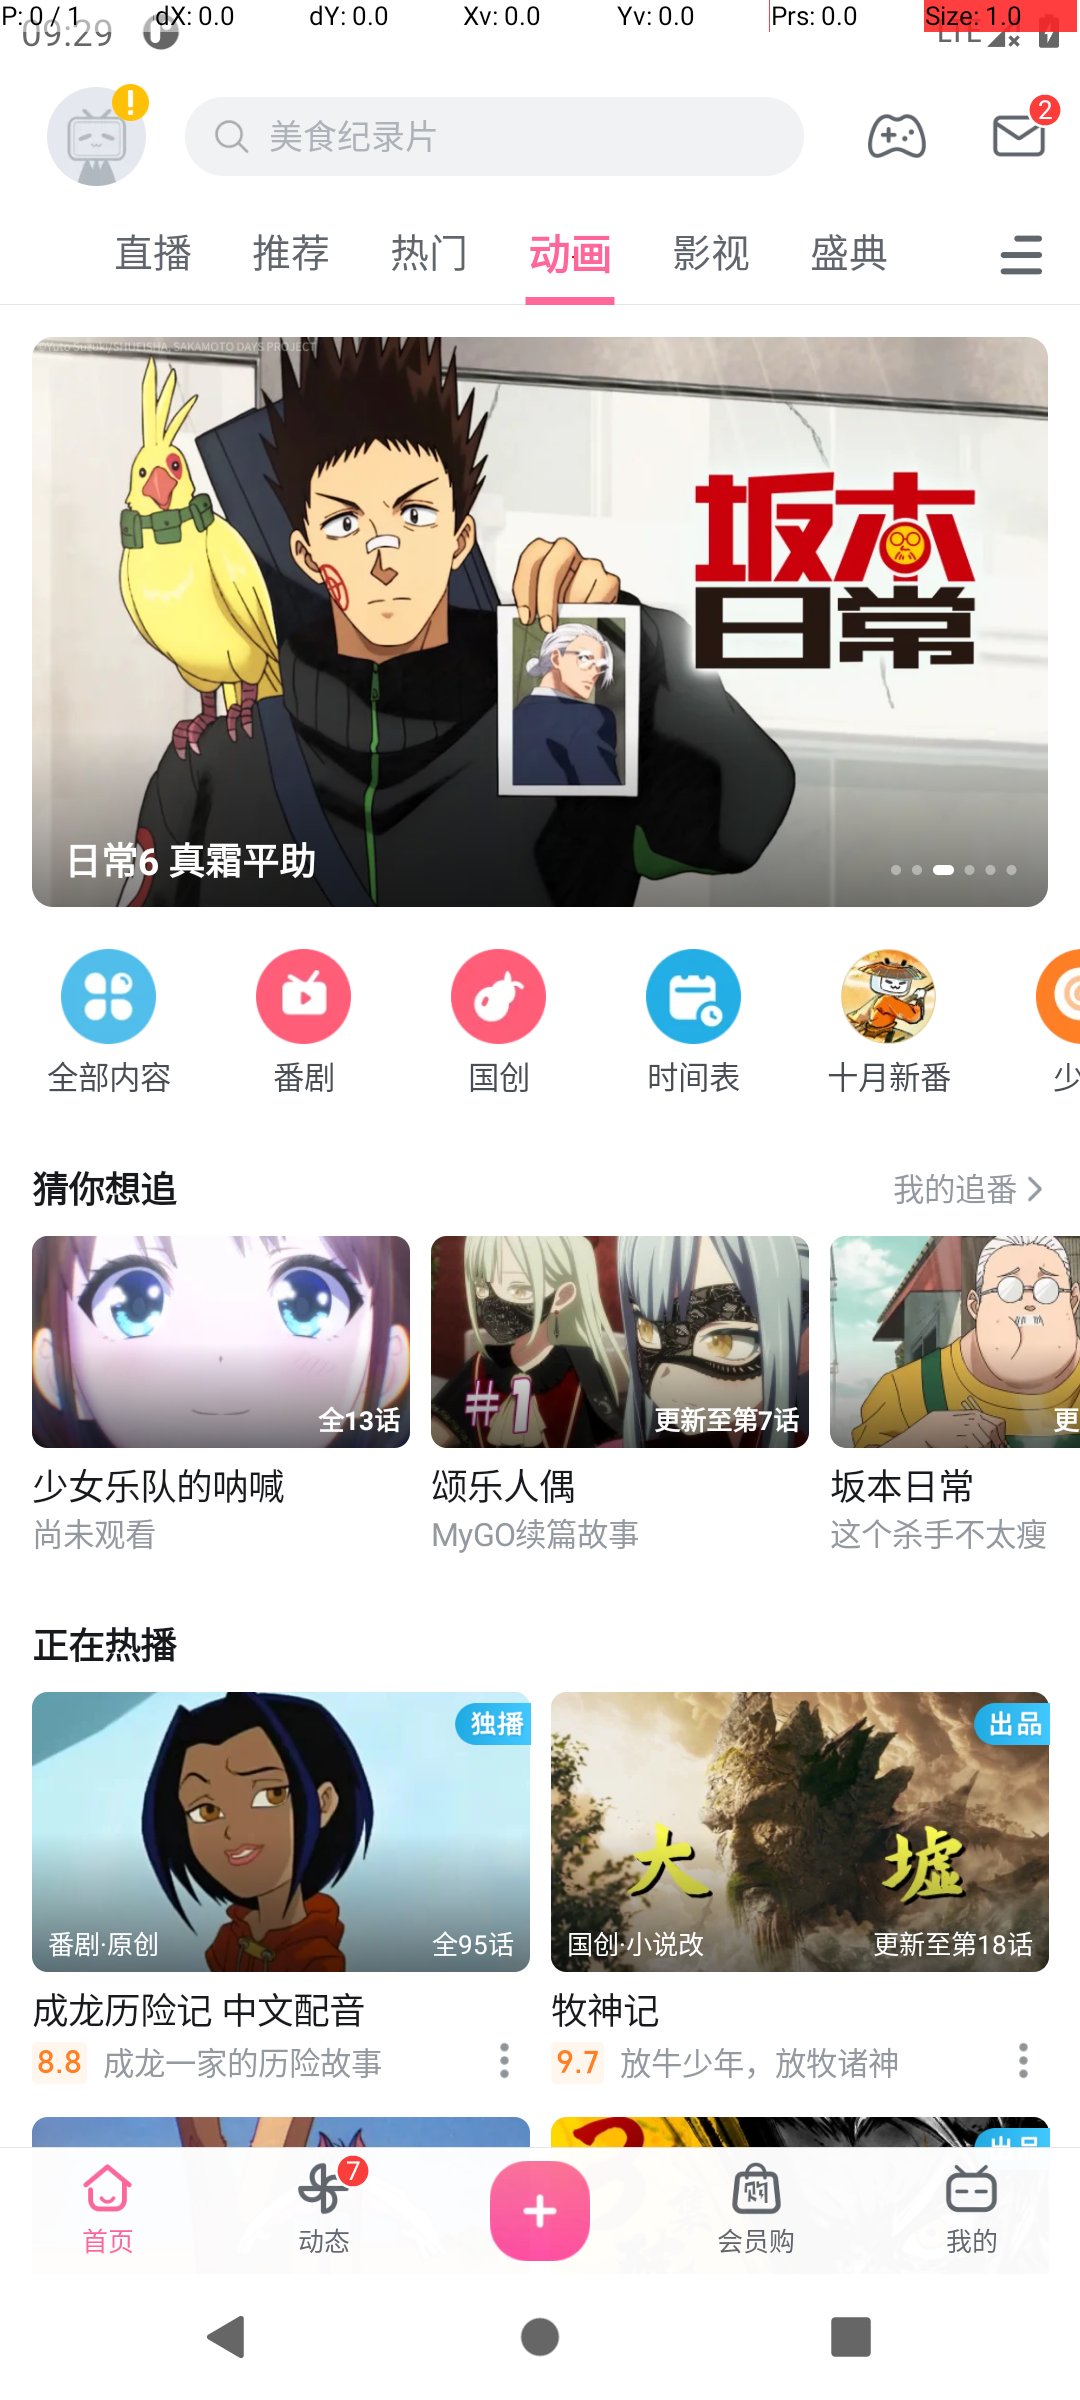 P: 0 / 1 dX: 0.0 dY: 0.0 Xv: 0.0 Yv: 0.0 Prs: 0.0 Size: 1.0
09:29 LTE
美食纪录片 2
直播 推荐 热门 动画 影视 盛典
坂本
日常
日常6 真霜平助
全部内容 番剧 国创 时间表 十月新番 少
猜你想追 我的追番
全13话 #1 更新至第7话 更
少女乐队的呐喊 颂乐人偶 坂本日常
尚未观看 MyGO续篇故事 这个杀手不太瘦
正在热播
独播 出品
大 墟
番剧·原创 全95话 国创·小说改 更新至第18话
成龙历险记 中文配音 牧神记
8.8 成龙一家的历险故事 9.7 放牛少年，放牧诸神
出品
7
首页 动态 会员购 我的